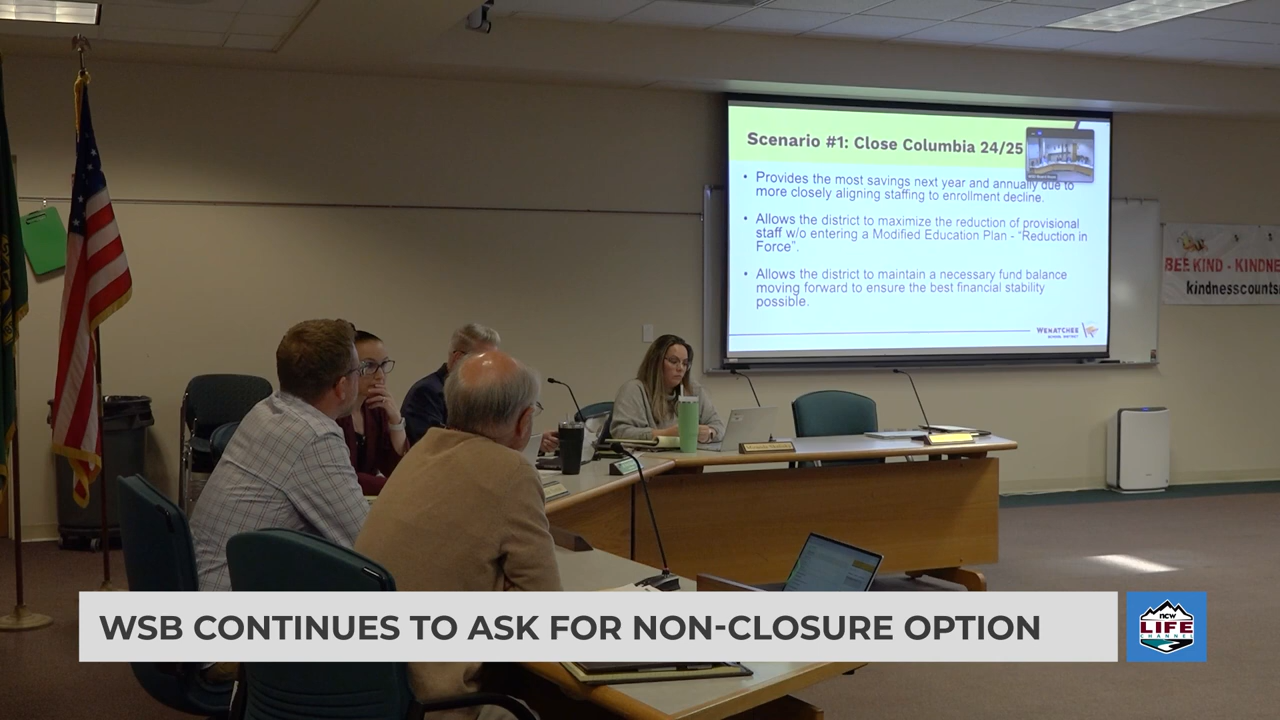 Scenario #1: Close Columbia 24/25
• Provides the most savings next year and annually due to
more closely aligning staffing to enrollment decline.
• Allows the district to maximize the reduction of provisional
staff w/o entering a Modified Education Plan - "Reduction in
Force".
• Allows the district to maintain a necessary fund balance
moving forward to ensure the best financial stability
possible.
WENATCHEE
SCHOOL DISTRICT
BEE KIND - KINDNE
kindnesscounts
WSB CONTINUES TO ASK FOR NON-CLOSURE OPTION
ncw
LIFE
CHANNEL